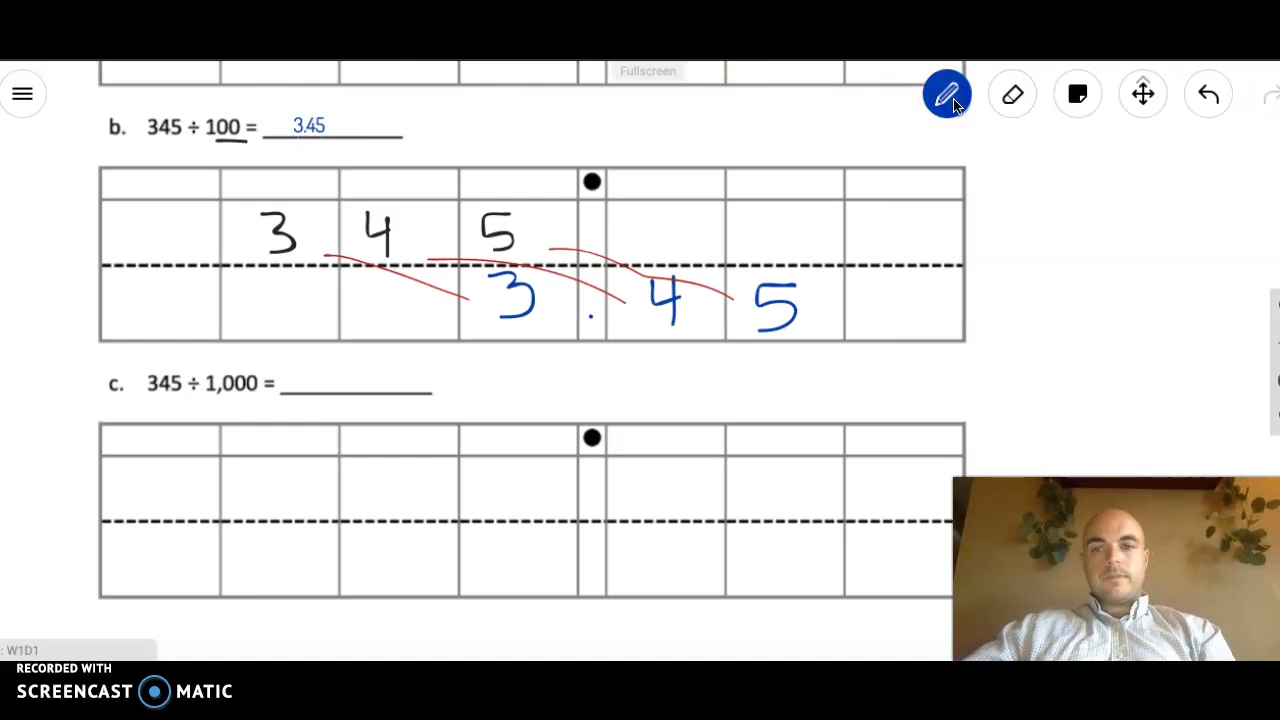 Fullscreen
b. 345 ÷ 100 = 3.45
3 4 5
3 . 4 5
c. 345 ÷ 1,000 = ____________
: W1D1
RECORDED WITH
SCREENCAST MATIC